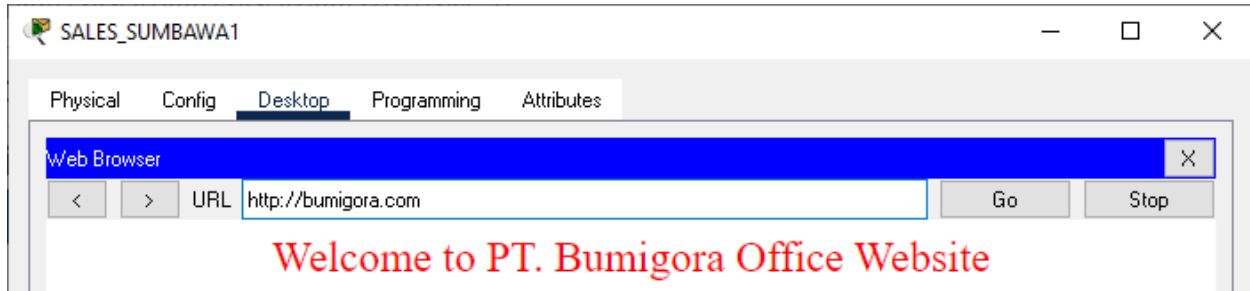 SALES_SUMBAWA1
Physical Config Desktop Programming Attributes
Web Browser X
< > URL http://bumigora.com Go Stop
Welcome to PT. Bumigora Office Website